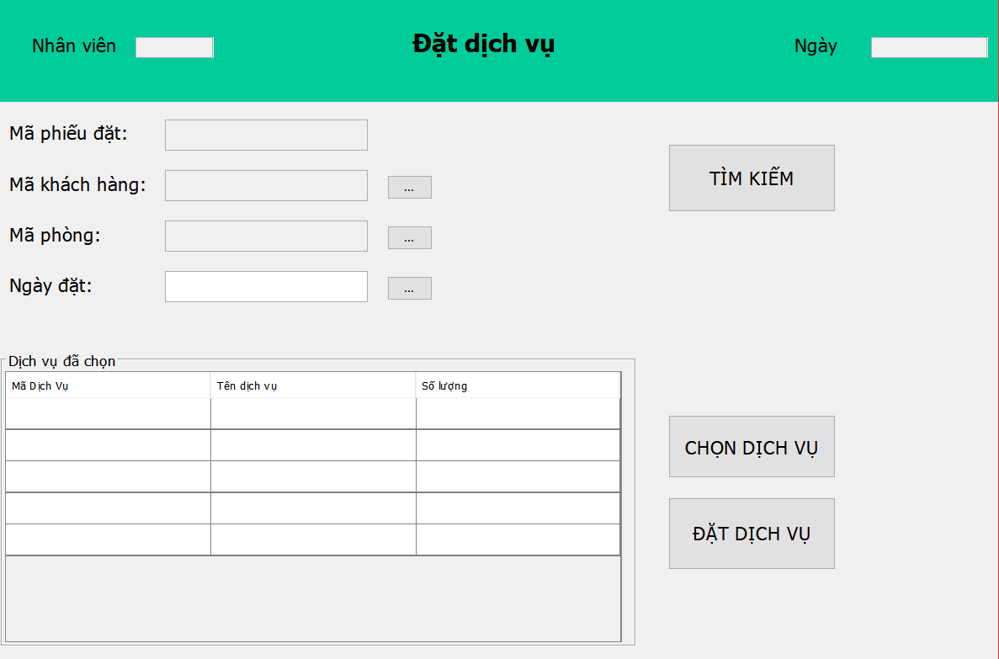 Nhân viên
Đặt dịch vụ
Ngày
Mã phiếu đặt:
Mã khách hàng:
...
TÌM KIẾM
Mã phòng:
...
Ngày đặt:
...
Dịch vụ đã chọn
Mã Dịch Vụ Tên dịch vụ Số lượng
CHỌN DỊCH VỤ
ĐẶT DỊCH VỤ